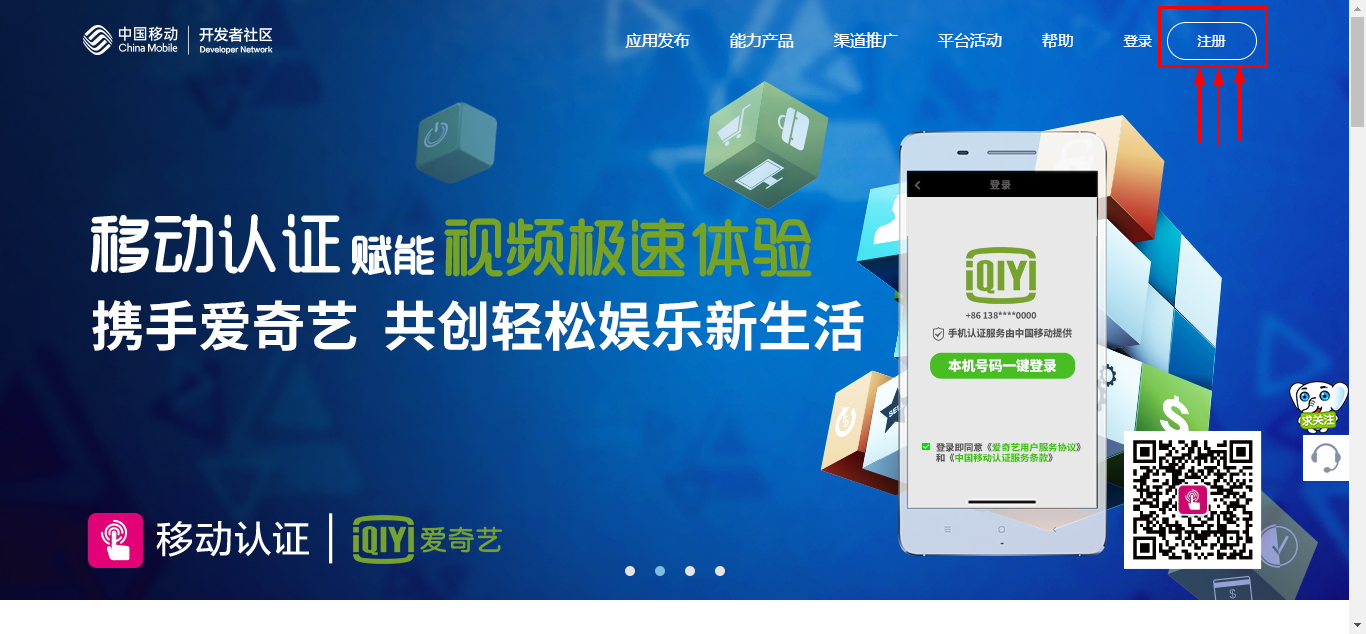 中国移动 开发者社区
China Mobile Developer Network
应用发布 能力产品 渠道推广 平台活动 帮助 登录 注册
登录
移动认证 赋能 视频极速体验
携手爱奇艺 共创轻松娱乐新生活
iQIYI
+86 138****0000
手机认证服务由中国移动提供
本机号码一键登录
登录即同意《爱奇艺用户服务协议》
和《中国移动认证服务条款》
$
求关注
移动认证 iQIYI 爱奇艺
$